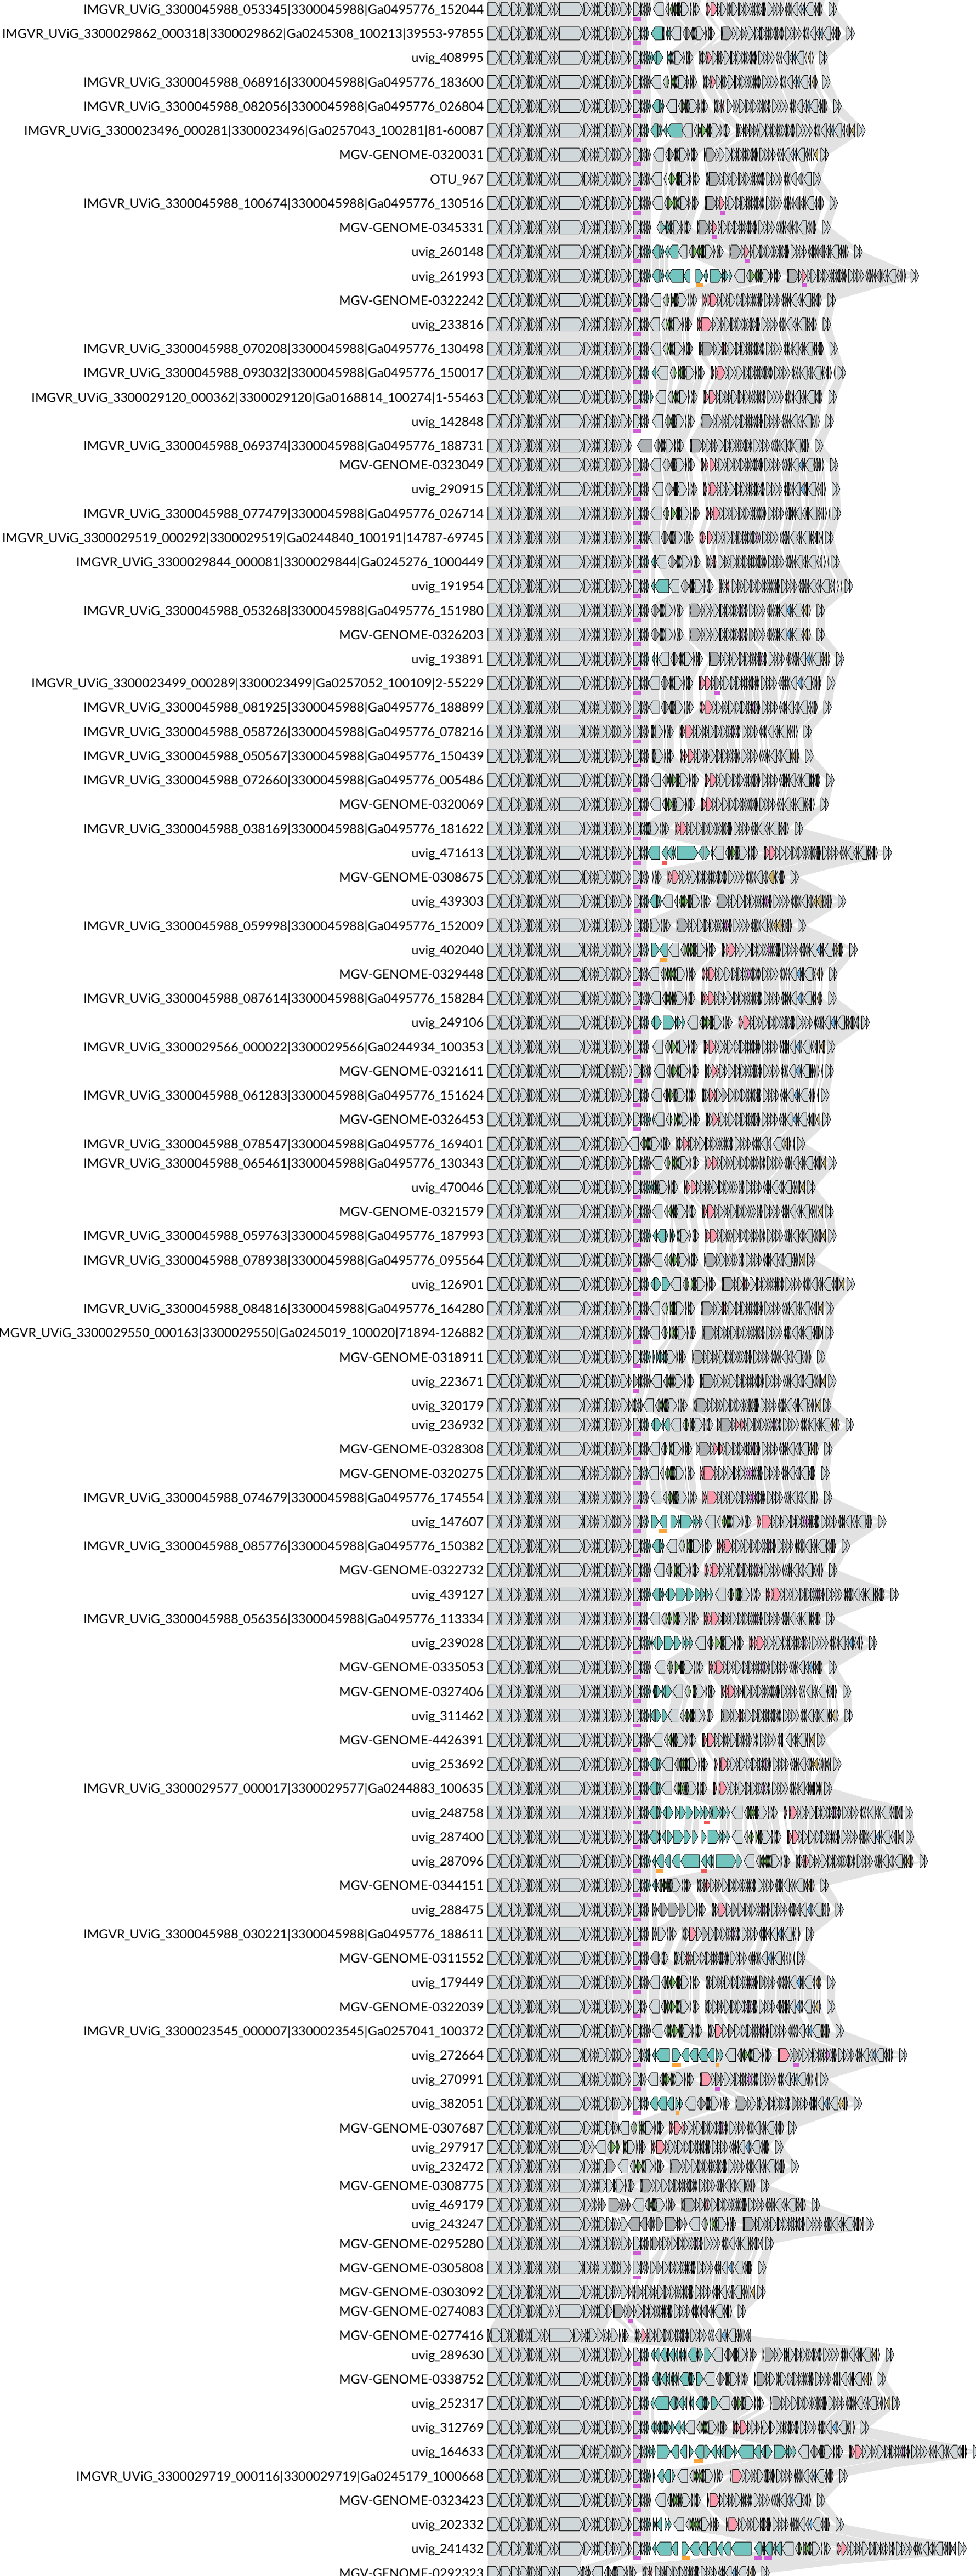 IMGVR_UViG_3300045988_053345|3300045988|Ga0495776_152044
IMGVR_UViG_3300029862_000318|3300029862|Ga0245308_100213|39553-97855
uvig_408995
IMGVR_UViG_3300045988_068916|3300045988|Ga0495776_183600
IMGVR_UViG_3300045988_082056|3300045988|Ga0495776_026804
IMGVR_UViG_3300023496_000281|3300023496|Ga0257043_100281|81-60087
MGV-GENOME-0320031
OTU_967
IMGVR_UViG_3300045988_100674|3300045988|Ga0495776_130516
MGV-GENOME-0345331
uvig_260148
uvig_261993
MGV-GENOME-0322242
uvig_233816
IMGVR_UViG_3300045988_070208|3300045988|Ga0495776_130498
IMGVR_UViG_3300045988_093032|3300045988|Ga0495776_150017
IMGVR_UViG_3300029120_000362|3300029120|Ga0168814_100274|1-55463
uvig_142848
IMGVR_UViG_3300045988_069374|3300045988|Ga0495776_188731
MGV-GENOME-0323049
uvig_290915
IMGVR_UViG_3300045988_077479|3300045988|Ga0495776_026714
IMGVR_UViG_3300029519_000292|3300029519|Ga0244840_100191|14787-69745
IMGVR_UViG_3300029844_000081|3300029844|Ga0245276_1000449
uvig_191954
IMGVR_UViG_3300045988_053268|3300045988|Ga0495776_151980
MGV-GENOME-0326203
uvig_193891
IMGVR_UViG_3300023499_000289|3300023499|Ga0257052_100109|2-55229
IMGVR_UViG_3300045988_081925|3300045988|Ga0495776_188899
IMGVR_UViG_3300045988_058726|3300045988|Ga0495776_078216
IMGVR_UViG_3300045988_050567|3300045988|Ga0495776_150439
IMGVR_UViG_3300045988_072660|3300045988|Ga0495776_005486
MGV-GENOME-0320069
IMGVR_UViG_3300045988_038169|3300045988|Ga0495776_181622
uvig_471613
MGV-GENOME-0308675
uvig_439303
IMGVR_UViG_3300045988_059998|3300045988|Ga0495776_152009
uvig_402040
MGV-GENOME-0329448
IMGVR_UViG_3300045988_087614|3300045988|Ga0495776_158284
uvig_249106
IMGVR_UViG_3300029566_000022|3300029566|Ga0244934_100353
MGV-GENOME-0321611
IMGVR_UViG_3300045988_061283|3300045988|Ga0495776_151624
MGV-GENOME-0326453
IMGVR_UViG_3300045988_078547|3300045988|Ga0495776_169401
IMGVR_UViG_3300045988_065461|3300045988|Ga0495776_130343
uvig_470046
MGV-GENOME-0321579
IMGVR_UViG_3300045988_059763|3300045988|Ga0495776_187993
IMGVR_UViG_3300045988_078938|3300045988|Ga0495776_095564
uvig_126901
IMGVR_UViG_3300045988_084816|3300045988|Ga0495776_164280
MGVR_UViG_3300029550_000163|3300029550|Ga0245019_100020|71894-126882
MGV-GENOME-0318911
uvig_223671
uvig_320179
uvig_236932
MGV-GENOME-0328308
MGV-GENOME-0320275
IMGVR_UViG_3300045988_074679|3300045988|Ga0495776_174554
uvig_147607
IMGVR_UViG_3300045988_085776|3300045988|Ga0495776_150382
MGV-GENOME-0322732
uvig_439127
IMGVR_UViG_3300045988_056356|3300045988|Ga0495776_113334
uvig_239028
MGV-GENOME-0335053
MGV-GENOME-0327406
uvig_311462
MGV-GENOME-4426391
uvig_253692
IMGVR_UViG_3300029577_000017|3300029577|Ga0244883_100635
uvig_248758
uvig_287400
uvig_287096
MGV-GENOME-0344151
uvig_288475
IMGVR_UViG_3300045988_030221|3300045988|Ga0495776_188611
MGV-GENOME-0311552
uvig_179449
MGV-GENOME-0322039
IMGVR_UViG_3300023545_000007|3300023545|Ga0257041_100372
uvig_272664
uvig_270991
uvig_382051
MGV-GENOME-0307687
uvig_297917
uvig_232472
MGV-GENOME-0308775
uvig_469179
uvig_243247
MGV-GENOME-0295280
MGV-GENOME-0305808
MGV-GENOME-0303092
MGV-GENOME-0274083
MGV-GENOME-0277416
uvig_289630
MGV-GENOME-0338752
uvig_252317
uvig_312769
uvig_164633
IMGVR_UViG_3300029719_000116|3300029719|Ga0245179_1000668
MGV-GENOME-0323423
uvig_202332
uvig_241432
MGV-GENOME-0292323